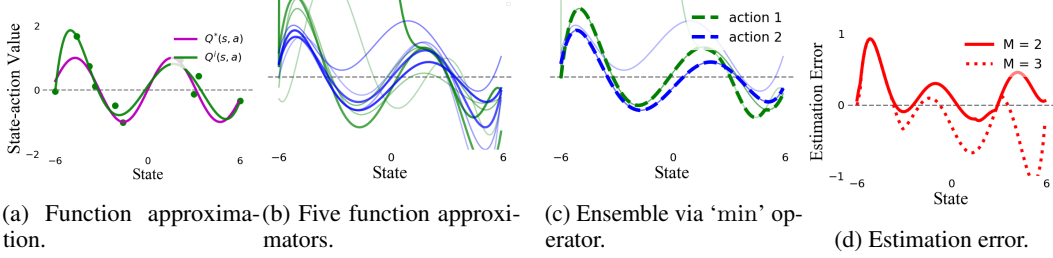 State-action Value
2
0
−2
Q*(s, a)
Qⁱ(s, a)
−6
0
6
State
−6
0
6
State
action 1
action 2
−6
0
6
State
Estimation Error
1
0
−1
M = 2
M = 3
−6
0
6
State
(a) Function approxima-
tion.
(b) Five function approxi-
mators.
(c) Ensemble via ‘min’ op-
erator.
(d) Estimation error.